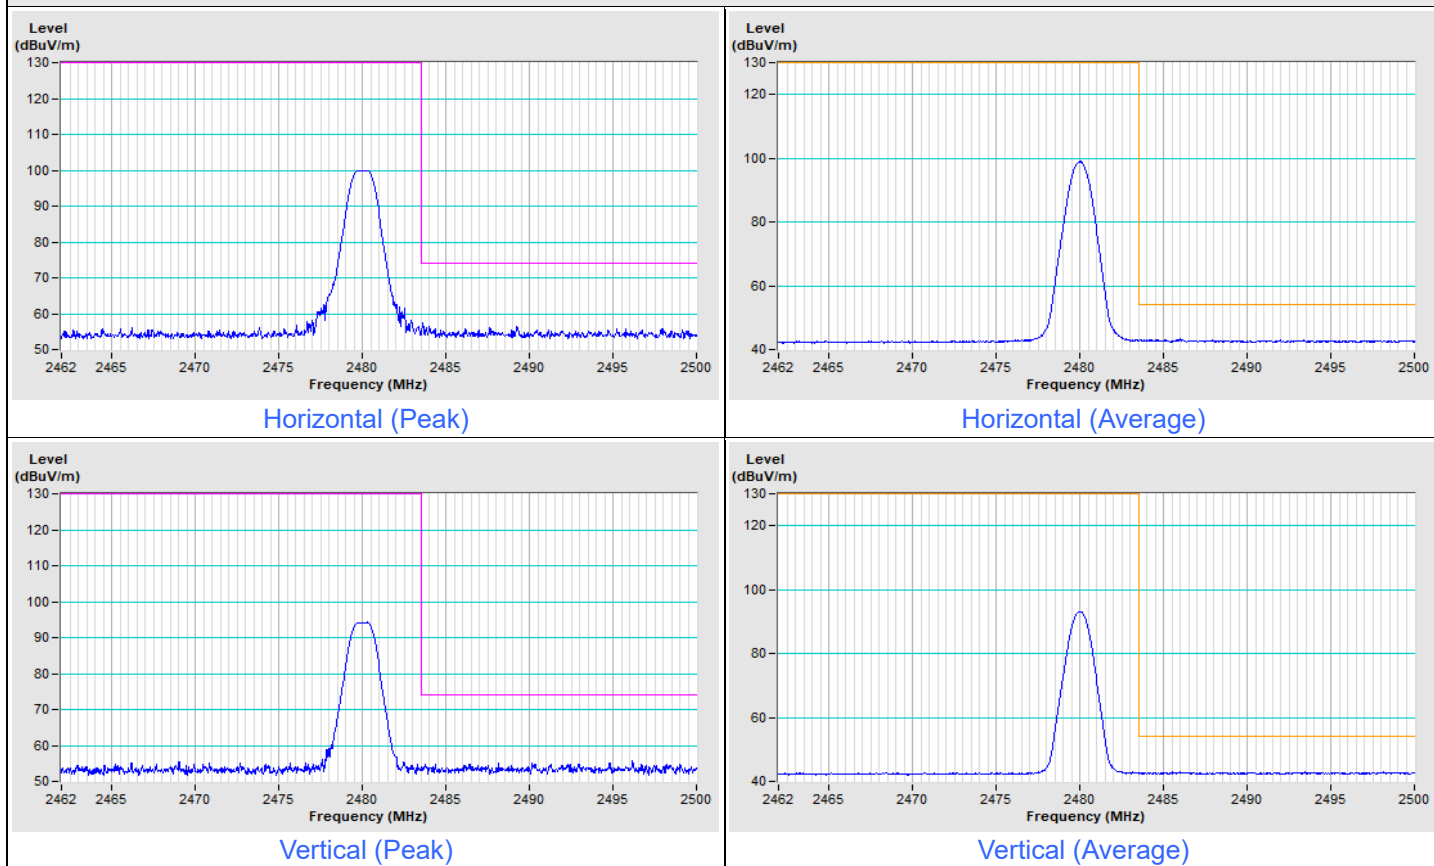 Level
(dBuV/m)
130
120
110
100
90
80
70
60
50
2462 2465 2470 2475 2480 2485 2490 2495 2500
Frequency (MHz)
Horizontal (Peak)
Level
(dBuV/m)
130
120
100
80
60
40
2462 2465 2470 2475 2480 2485 2490 2495 2500
Frequency (MHz)
Horizontal (Average)
Level
(dBuV/m)
130
120
110
100
90
80
70
60
50
2462 2465 2470 2475 2480 2485 2490 2495 2500
Frequency (MHz)
Vertical (Peak)
Level
(dBuV/m)
130
120
100
80
60
40
2462 2465 2470 2475 2480 2485 2490 2495 2500
Frequency (MHz)
Vertical (Average)